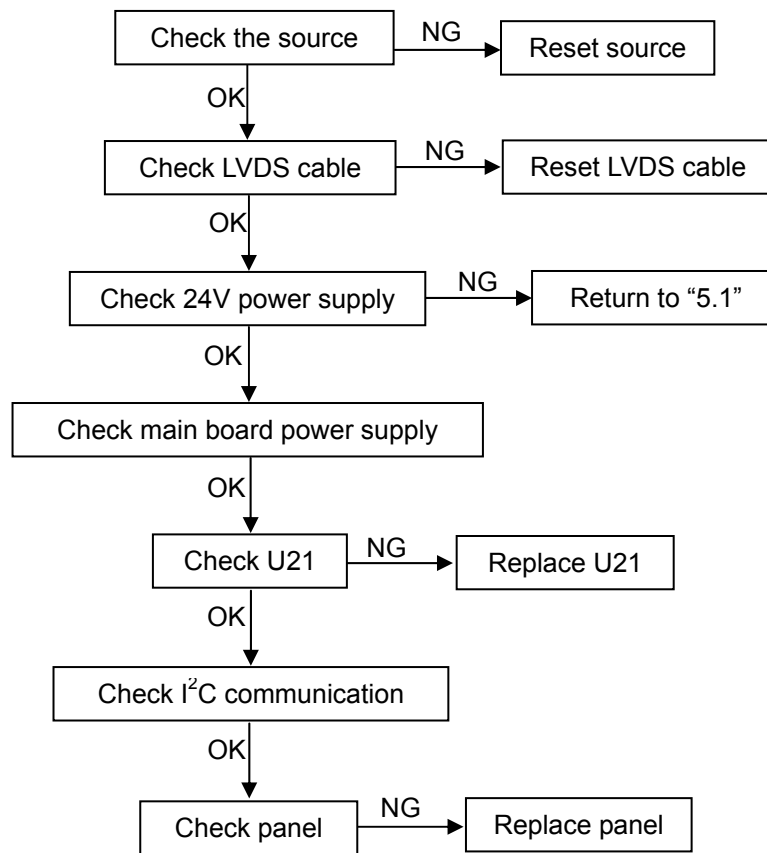 Check the source
NG
Reset source
OK
Check LVDS cable
NG
Reset LVDS cable
OK
Check 24V power supply
NG
Return to “5.1”
OK
Check main board power supply
OK
Check U21
NG
Replace U21
OK
Check I²C communication
OK
Check panel
NG
Replace panel